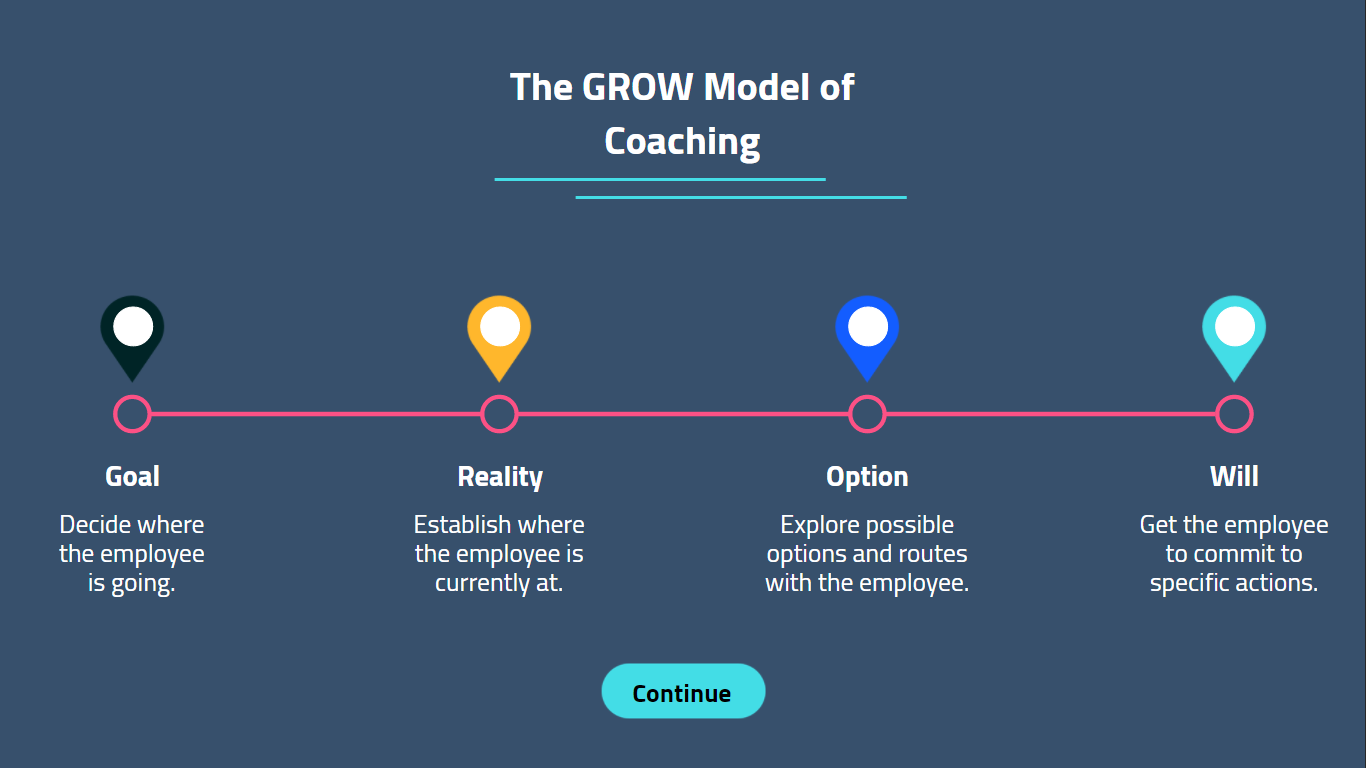 The GROW Model of
Coaching
Goal
Decide where
the employee
is going.
Reality
Establish where
the employee is
currently at.
Option
Explore possible
options and routes
with the employee.
Will
Get the employee
to commit to
specific actions.
Continue